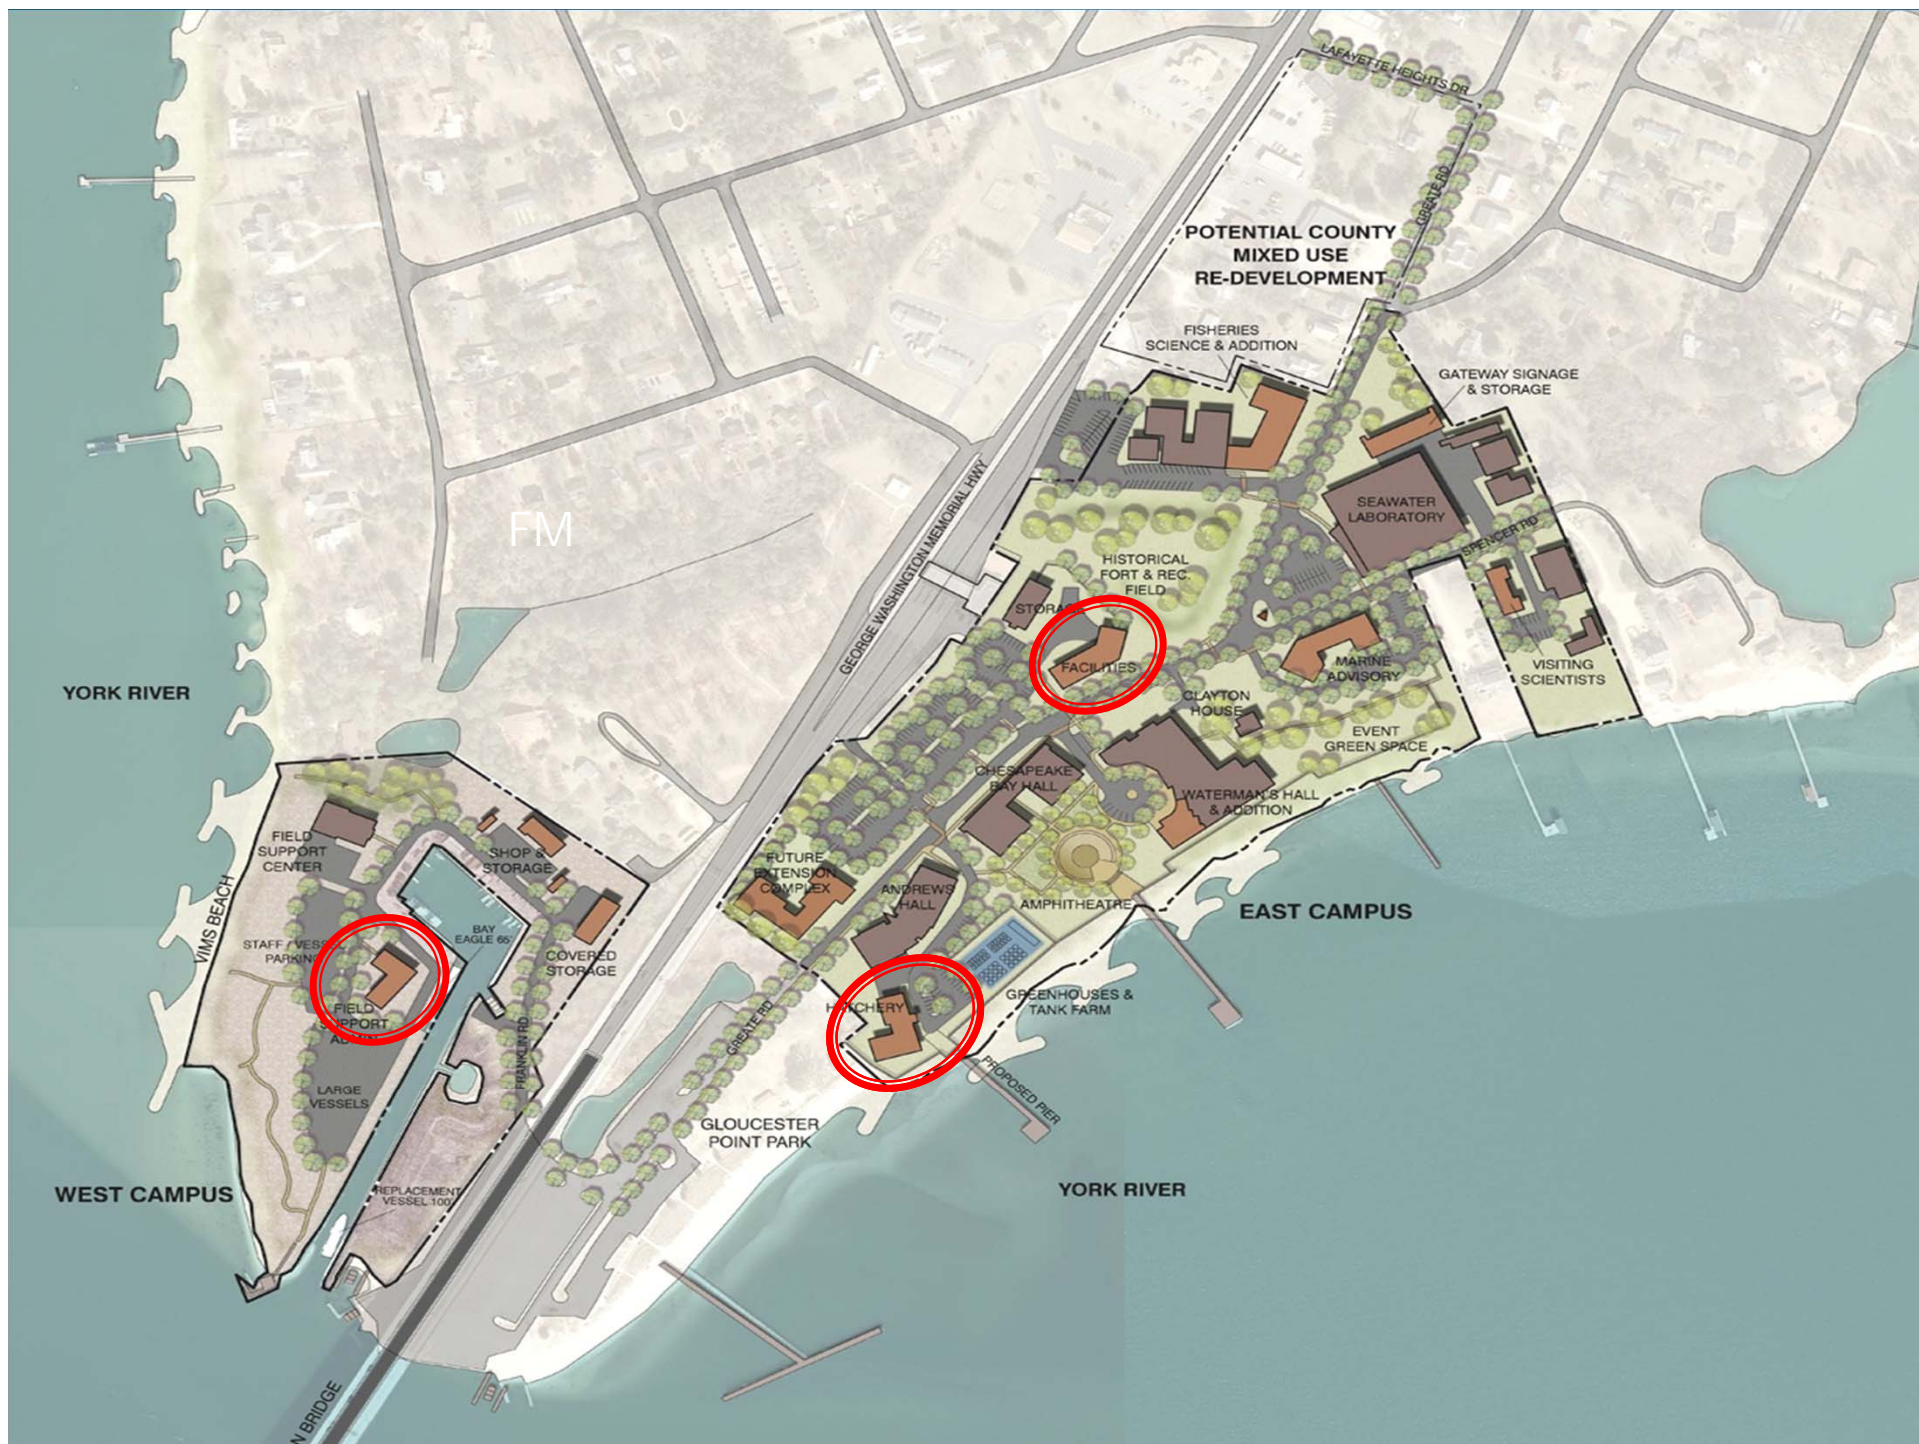 LAFAYETTE HEIGHTS DR
GREATE RD
POTENTIAL COUNTY
MIXED USE
RE-DEVELOPMENT
FISHERIES
SCIENCE & ADDITION
GATEWAY SIGNAGE
& STORAGE
GEORGE WASHINGTON MEMORIAL HWY
FM
SEAWATER
LABORATORY
SPENCER RD
HISTORICAL
FORT & REC.
FIELD
STORAGE
FACILITIES
MARINE
ADVISORY
VISITING
SCIENTISTS
YORK RIVER
CLAYTON
HOUSE
EVENT
GREEN SPACE
CHESAPEAKE
BAY HALL
WATERMAN'S HALL
& ADDITION
FIELD
SUPPORT
CENTER
SHOP &
STORAGE
FUTURE
EXTENSION
COMPLEX
ANDREWS
HALL
AMPHITHEATRE
EAST CAMPUS
VIMS BEACH
STAFF / VESSEL
PARKING
BAY
EAGLE 65'
COVERED
STORAGE
FIELD
SUPPORT
ADMIN
HATCHERY
GREENHOUSES &
TANK FARM
GREATE RD
FRANKLIN RD
PROPOSED PIER
LARGE
VESSELS
GLOUCESTER
POINT PARK
WEST CAMPUS
REPLACEMENT
VESSEL 100'
YORK RIVER
N BRIDGE